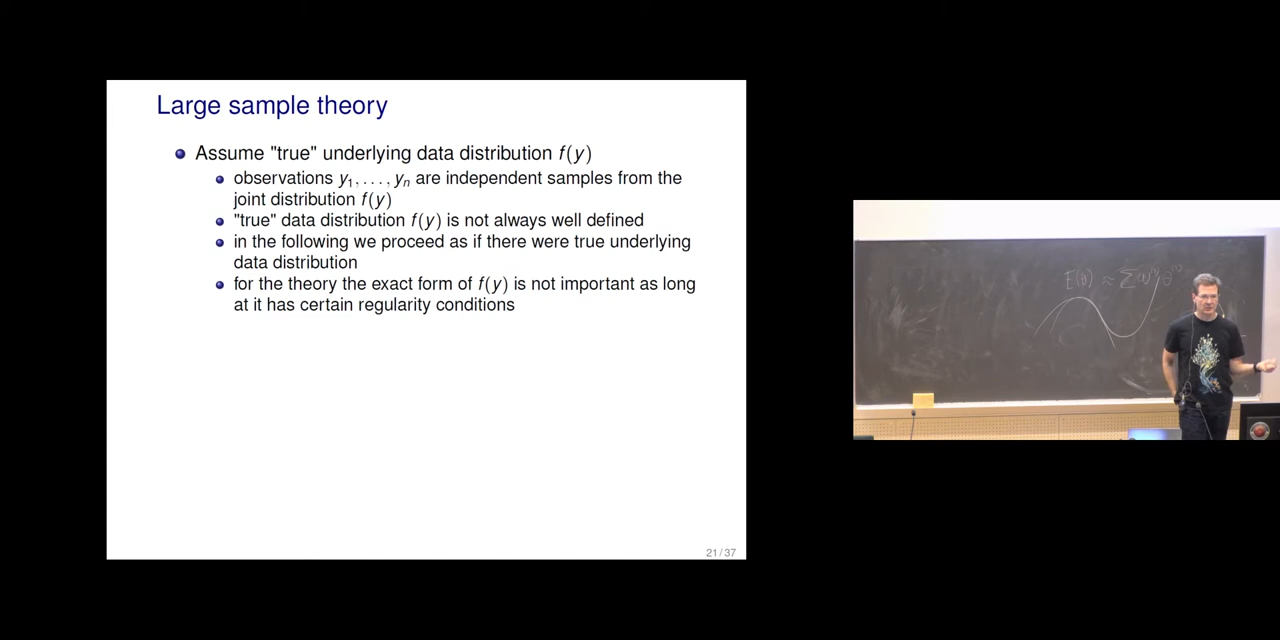 Large sample theory
Assume "true" underlying data distribution f(y)
observations y₁, . . . , yₙ are independent samples from the
joint distribution f(y)
"true" data distribution f(y) is not always well defined
in the following we proceed as if there were true underlying
data distribution
for the theory the exact form of f(y) is not important as long
at it has certain regularity conditions
21 / 37